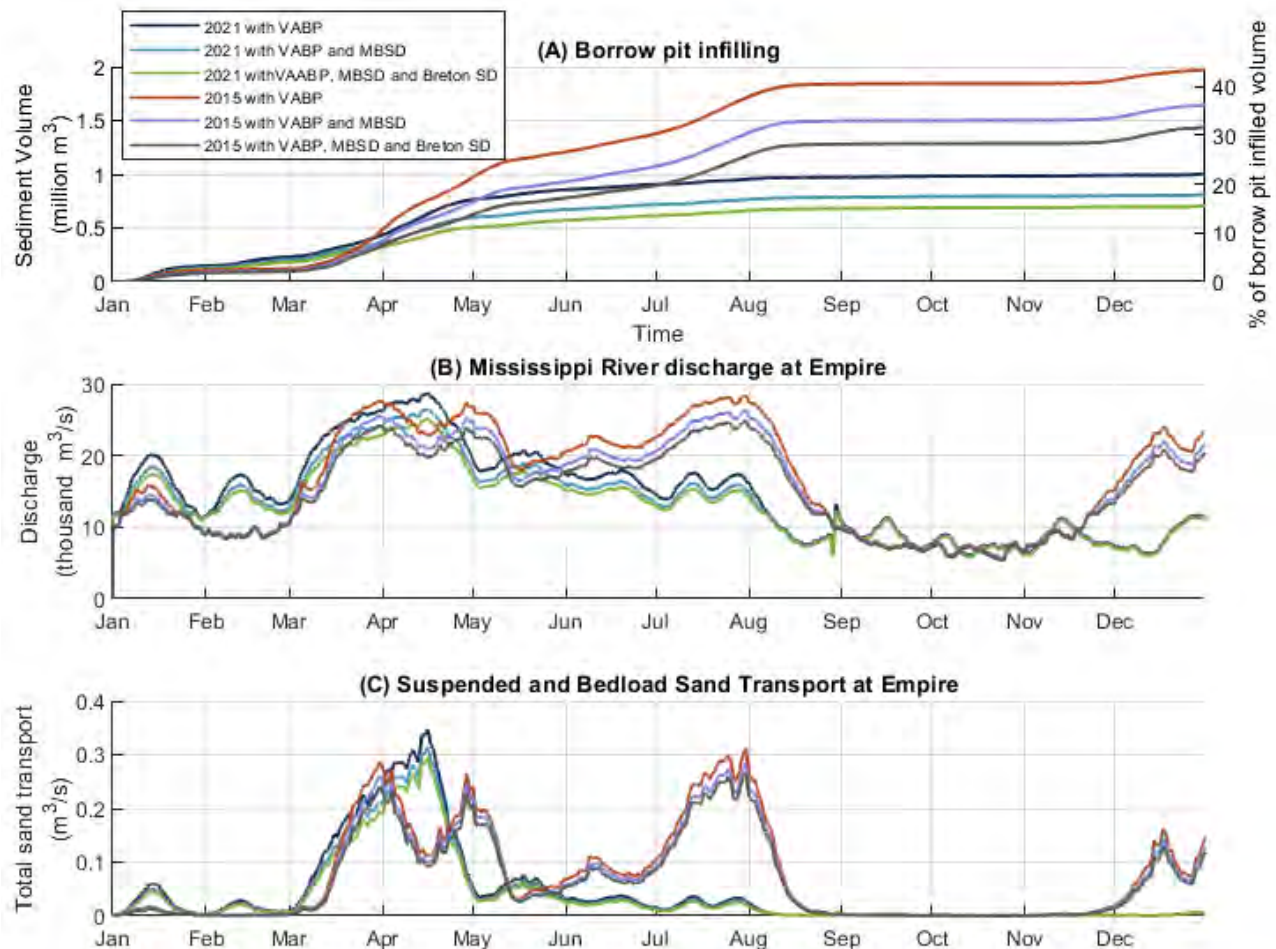 2021 with VABP
2021 with VABP and MBSD
2021 withVAABP, MBSD and Breton SD
2015 with VABP
2015 with VABP and MBSD
2015 with VABP, MBSD and Breton SD
(A) Borrow pit infilling
Sediment Volume
(million m³)
2
1.5
1
0.5
0
40
30
20
10
0
% of borrow pit infilled volume
Jan Feb Mar Apr May Jun Jul Aug Sep Oct Nov Dec
Time
(B) Mississippi River discharge at Empire
Discharge
(thousand m³/s)
30
20
10
0
Jan Feb Mar Apr May Jun Jul Aug Sep Oct Nov Dec
(C) Suspended and Bedload Sand Transport at Empire
Total sand transport
(m³/s)
0.4
0.3
0.2
0.1
0
Jan Feb Mar Apr May Jun Jul Aug Sep Oct Nov Dec